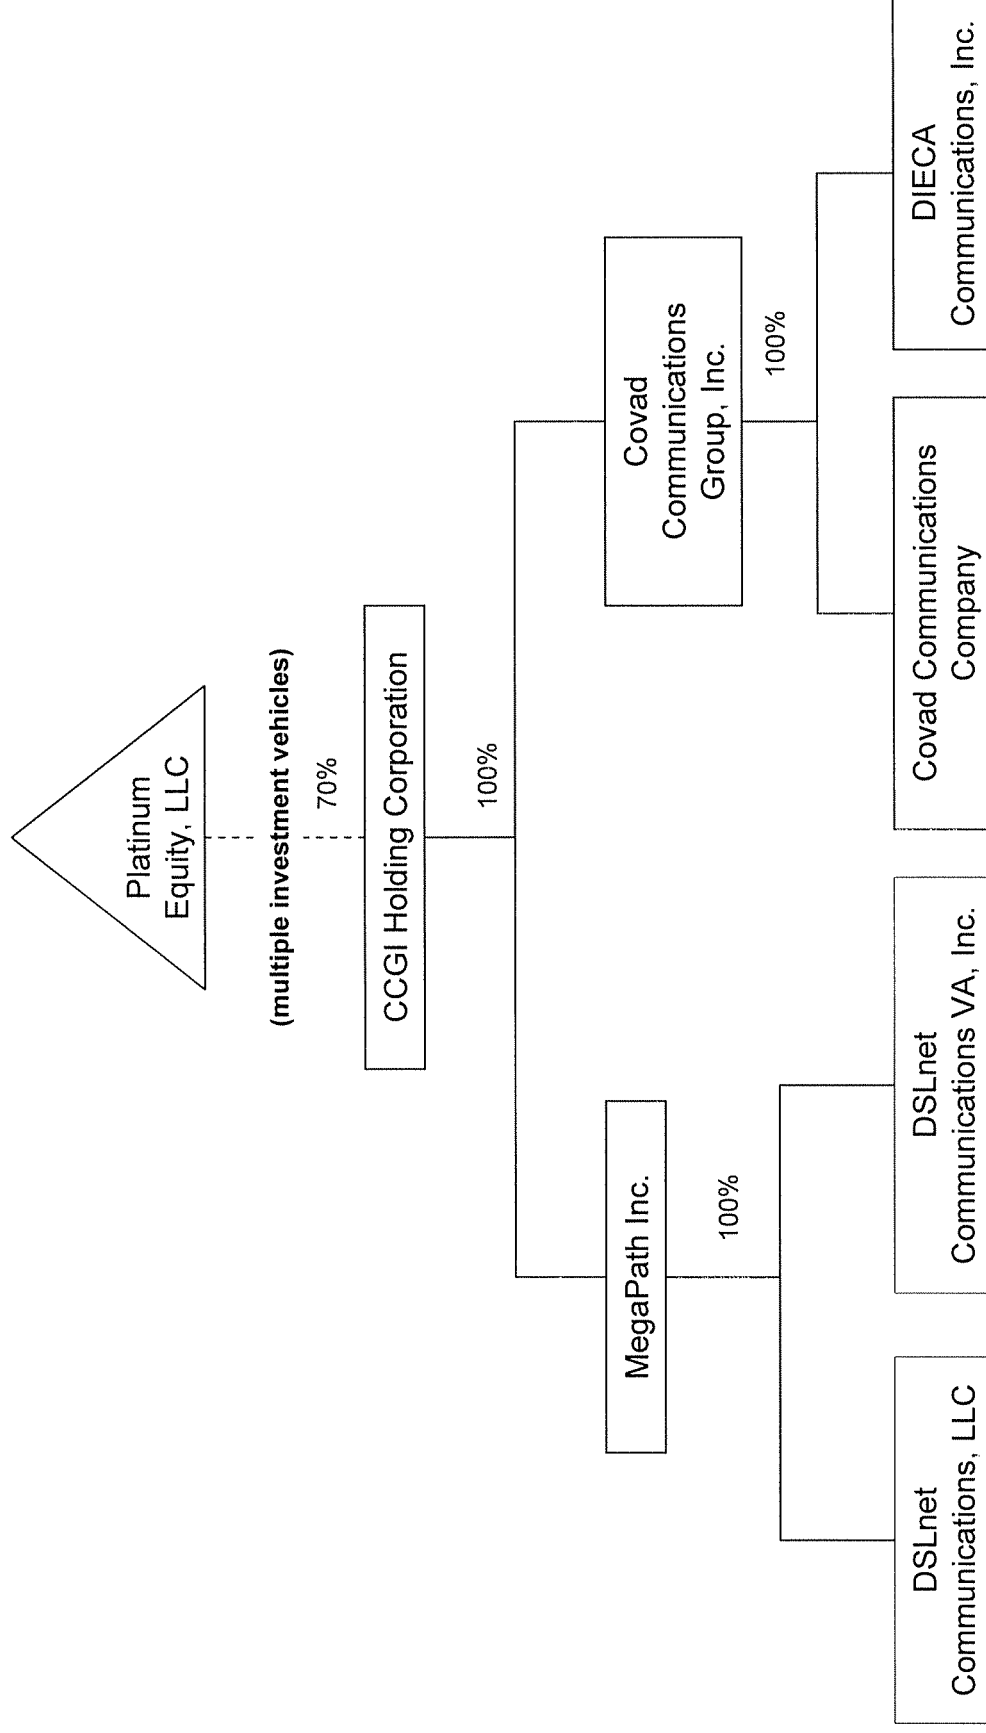 Platinum
Equity, LLC
(multiple investment vehicles)
70%
CCGI Holding Corporation
100%
MegaPath Inc.
100%
Covad
Communications
Group, Inc.
100%
DSLnet
Communications, LLC
DSLnet
Communications VA, Inc.
Covad Communications
Company
DIECA
Communications, Inc.